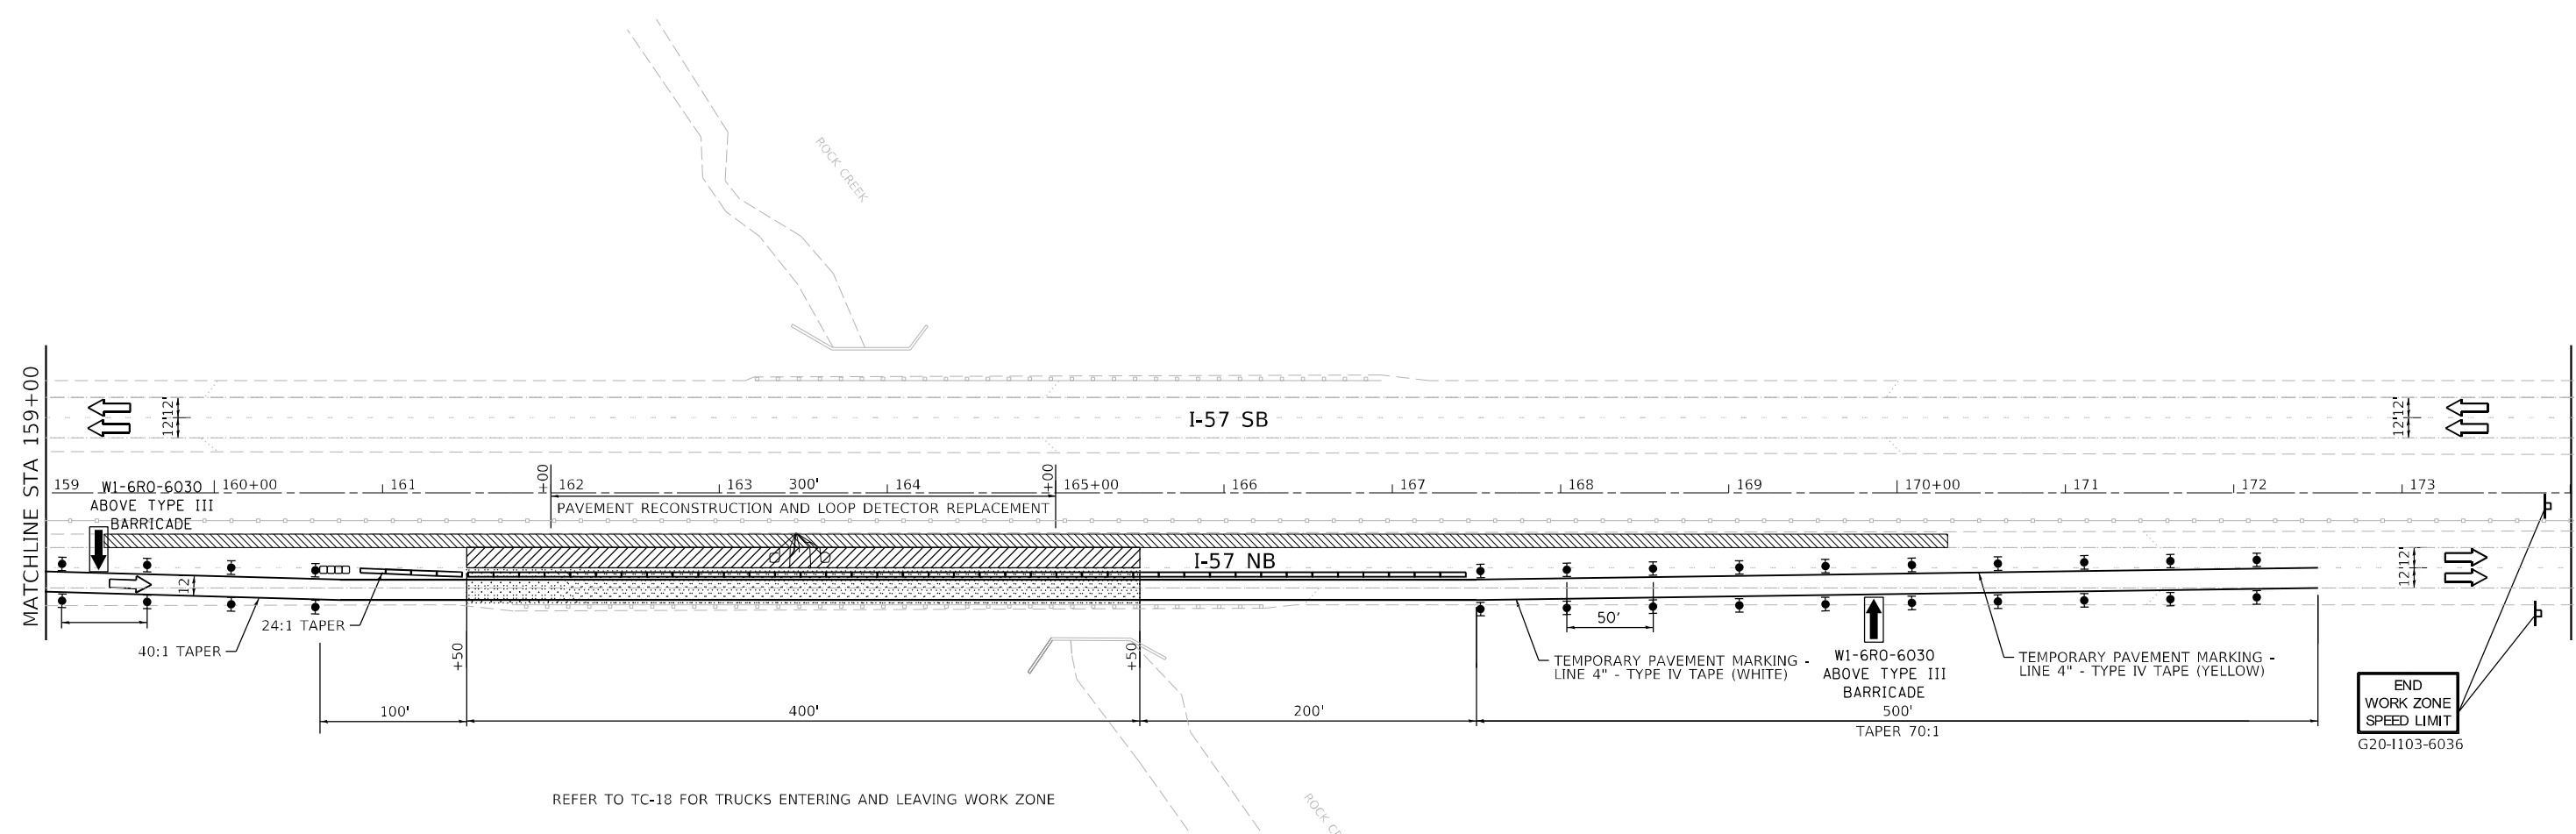 ROCK CREEK
MATCHLINE STA 159+00
12' 12'
I-57 SB
12' 12'
159
160+00
161
+00
162
163
300'
164
+00
165+00
166
167
168
169
170+00
171
172
173
W1-6R0-6030
ABOVE TYPE III
BARRICADE
PAVEMENT RECONSTRUCTION AND LOOP DETECTOR REPLACEMENT
I-57 NB
12'
12' 12'
24:1 TAPER
40:1 TAPER
+50
+50
50'
TEMPORARY PAVEMENT MARKING -
LINE 4" - TYPE IV TAPE (WHITE)
W1-6R0-6030
ABOVE TYPE III
BARRICADE
TEMPORARY PAVEMENT MARKING -
LINE 4" - TYPE IV TAPE (YELLOW)
100'
400'
200'
500'
TAPER 70:1
END
WORK ZONE
SPEED LIMIT
G20-I103-6036
REFER TO TC-18 FOR TRUCKS ENTERING AND LEAVING WORK ZONE
ROCK